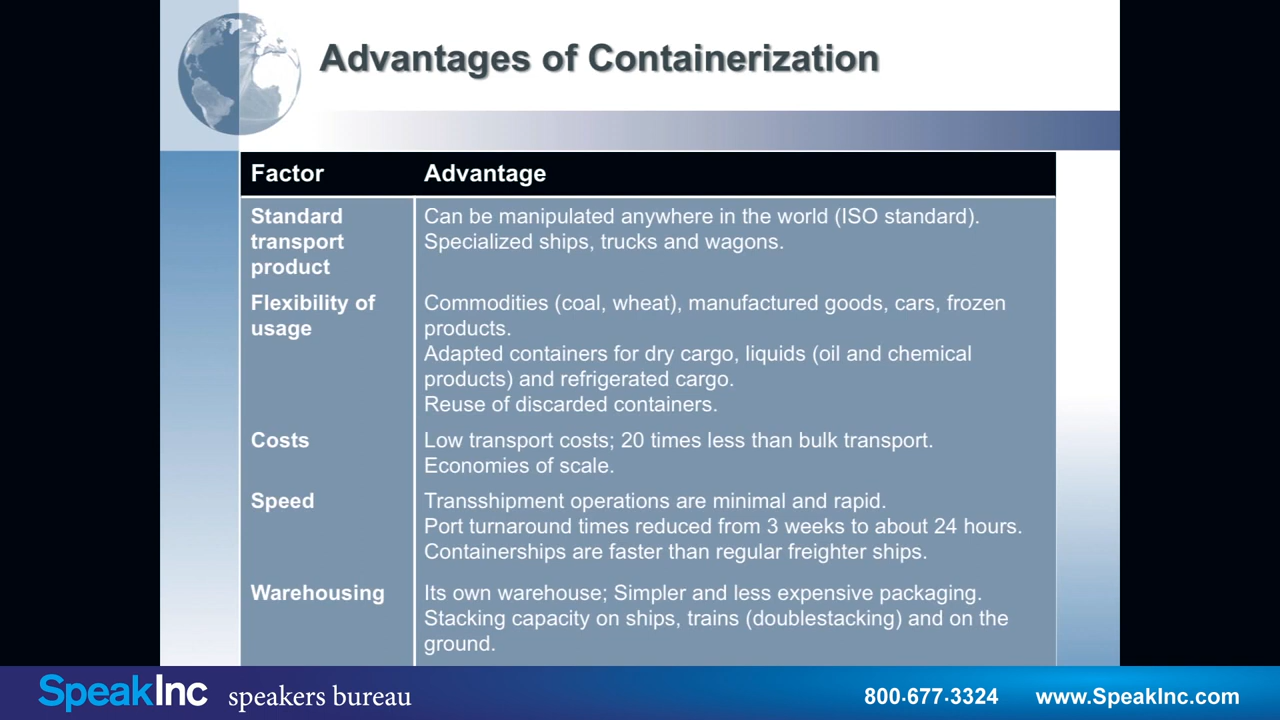 Advantages of Containerization
Factor
Advantage
Standard
transport
product
Can be manipulated anywhere in the world (ISO standard).
Specialized ships, trucks and wagons.
Flexibility of
usage
Commodities (coal, wheat), manufactured goods, cars, frozen
products.
Adapted containers for dry cargo, liquids (oil and chemical
products) and refrigerated cargo.
Reuse of discarded containers.
Costs
Low transport costs; 20 times less than bulk transport.
Economies of scale.
Speed
Transshipment operations are minimal and rapid.
Port turnaround times reduced from 3 weeks to about 24 hours.
Containerships are faster than regular freighter ships.
Warehousing
Its own warehouse; Simpler and less expensive packaging.
Stacking capacity on ships, trains (doublestacking) and on the
ground.
SpeakInc speakers bureau
800·677·3324
www.SpeakInc.com